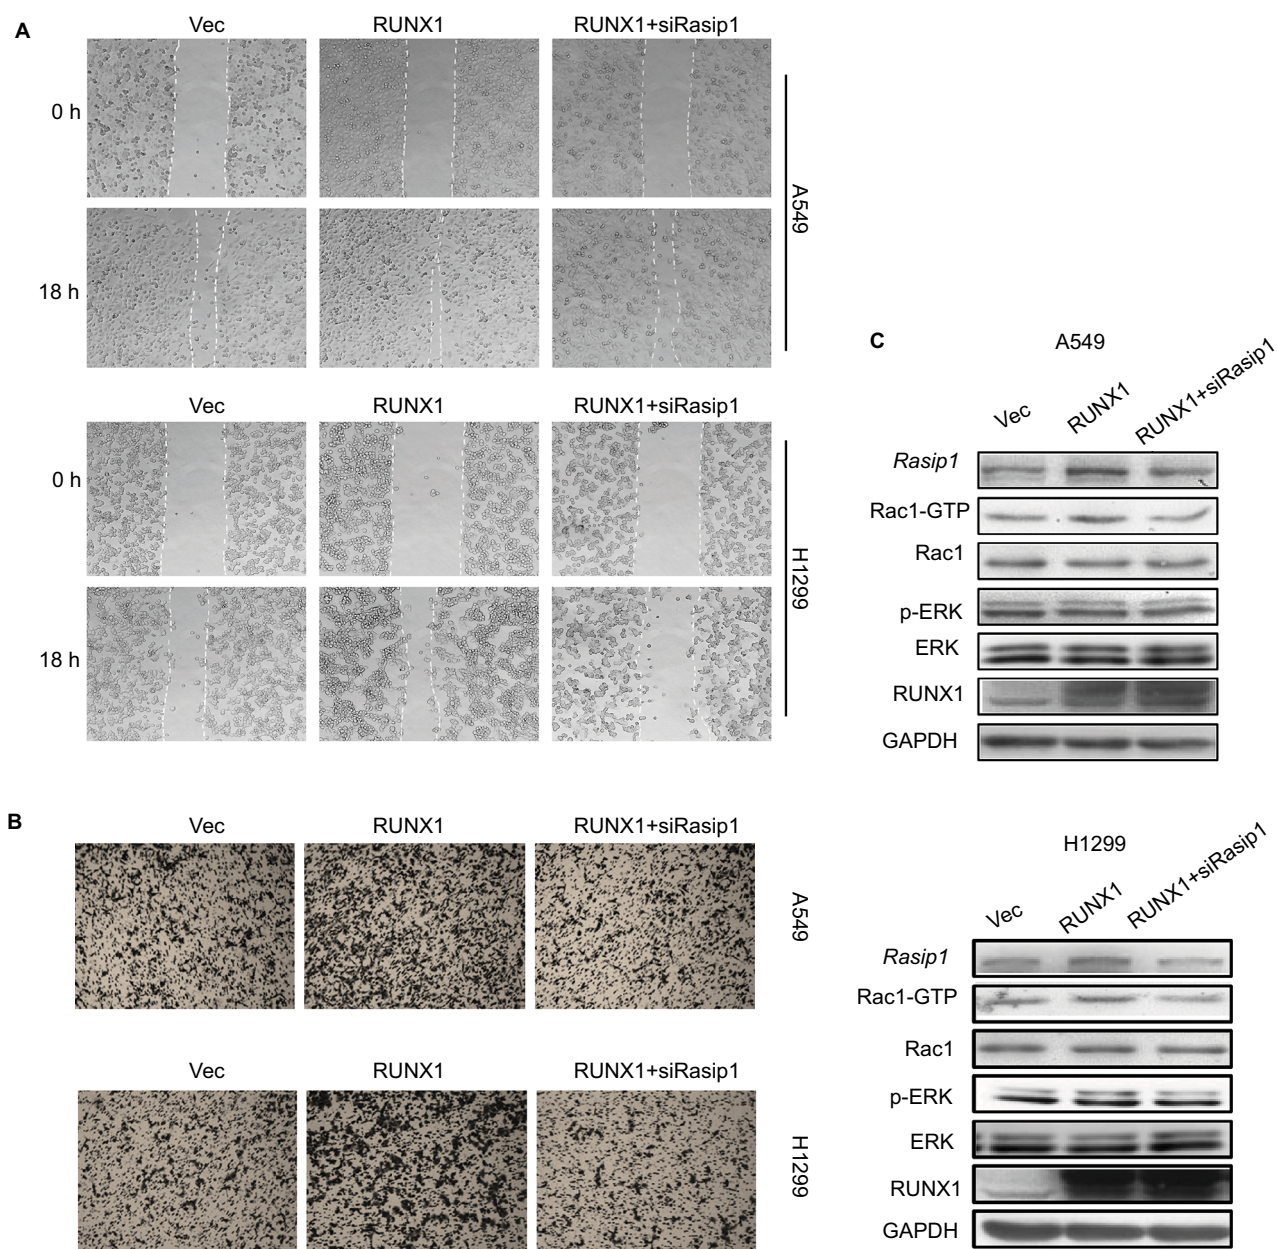 A
Vec RUNX1 RUNX1+siRasip1
0 h
18 h
A549
Vec RUNX1 RUNX1+siRasip1
0 h
18 h
H1299
B
Vec RUNX1 RUNX1+siRasip1
A549
Vec RUNX1 RUNX1+siRasip1
H1299
C
A549
Vec RUNX1 RUNX1+siRasip1
Rasip1
Rac1-GTP
Rac1
p-ERK
ERK
RUNX1
GAPDH
H1299
Vec RUNX1 RUNX1+siRasip1
Rasip1
Rac1-GTP
Rac1
p-ERK
ERK
RUNX1
GAPDH